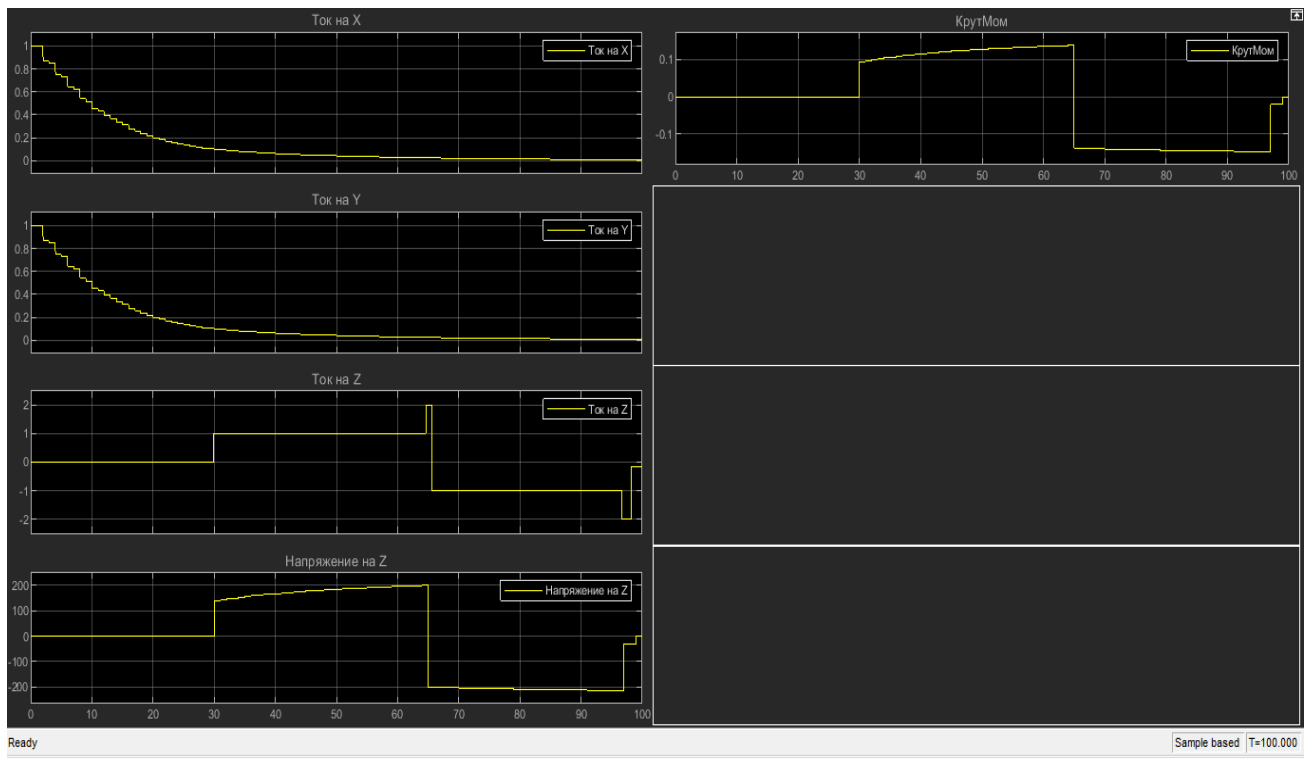 Ток на X
Ток на X
1
0.8
0.6
0.4
0.2
0
Ток на Y
Ток на Y
1
0.8
0.6
0.4
0.2
0
Ток на Z
Ток на Z
2
1
0
-1
-2
Напряжение на Z
Напряжение на Z
200
100
0
-100
-200
0 10 20 30 40 50 60 70 80 90 100
КрутМом
КрутМом
0.1
0
-0.1
0 10 20 30 40 50 60 70 80 90 100
Ready
Sample based T=100.000